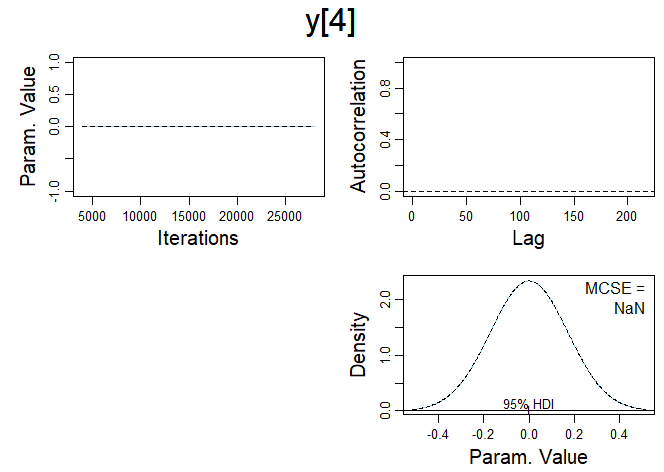 y[4]
Param. Value
1.0
0.5
0.0
-1.0
5000 10000 15000 20000 25000
Iterations
Autocorrelation
0.8
0.4
0.0
0 50 100 150 200
Lag
Density
2.0
1.0
0.0
MCSE =
NaN
95% HDI
-0.4 -0.2 0.0 0.2 0.4
Param. Value